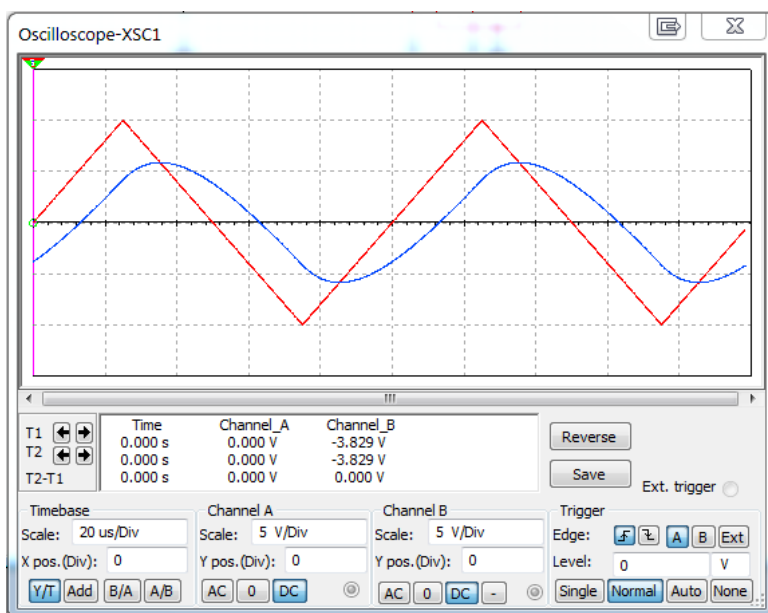 Oscilloscope-XSC1
Time Channel_A Channel_B
T1 0.000 s 0.000 V -3.829 V
T2 0.000 s 0.000 V -3.829 V
T2-T1 0.000 s 0.000 V 0.000 V
Reverse
Save
Ext. trigger
Timebase Channel A Channel B Trigger
Scale: 20 us/Div Scale: 5 V/Div Scale: 5 V/Div Edge: A B Ext
X pos.(Div): 0 Y pos.(Div): 0 Y pos.(Div): 0 Level: 0 V
Y/T Add B/A A/B AC 0 DC AC 0 DC - Single Normal Auto None